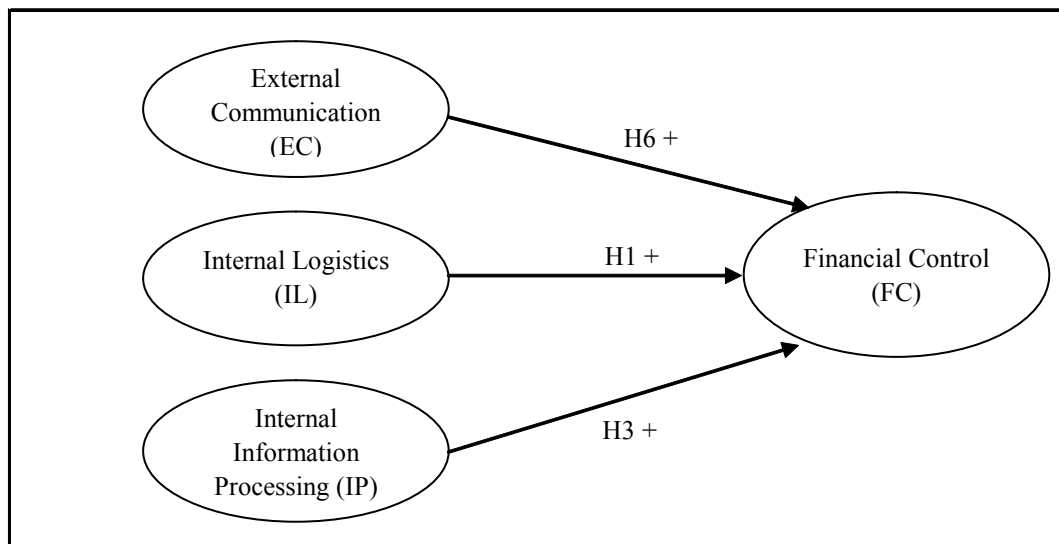 External
Communication
(EC)
H6 +
Internal Logistics
(IL)
H1 +
Financial Control
(FC)
Internal
Information
Processing (IP)
H3 +